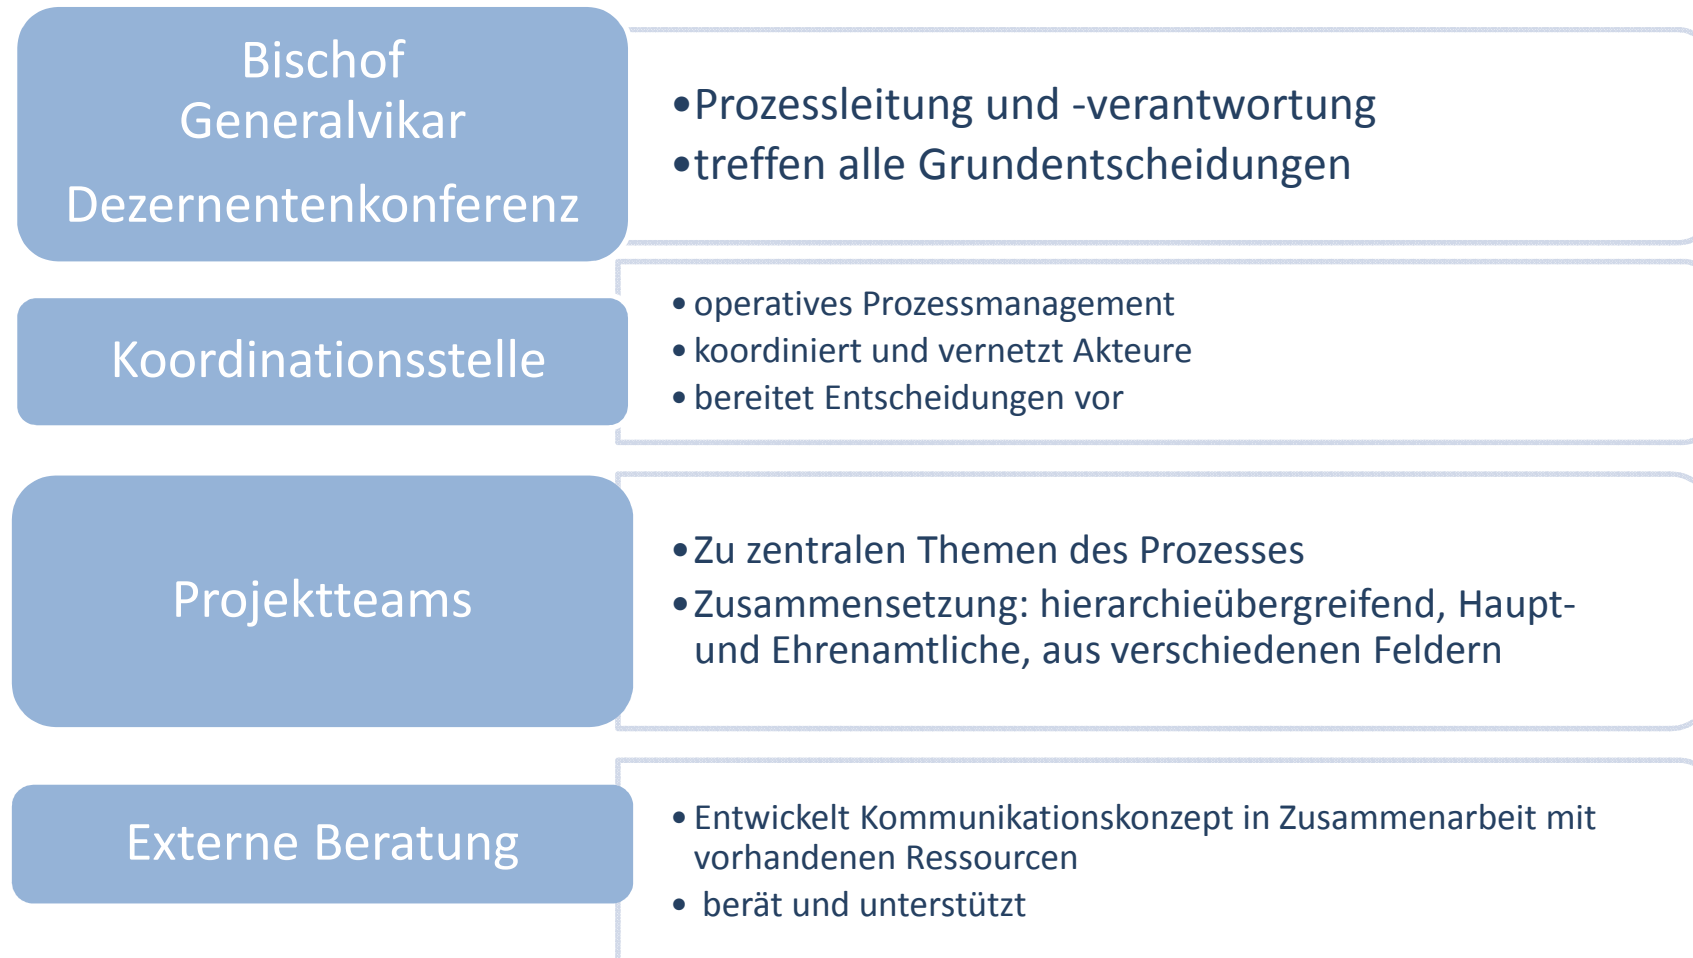 Bischof
Generalvikar
Dezernentenkonferenz
•Prozessleitung und -verantwortung
•treffen alle Grundentscheidungen
Koordinationsstelle
•operatives Prozessmanagement
•koordiniert und vernetzt Akteure
•bereitet Entscheidungen vor
Projektteams
•Zu zentralen Themen des Prozesses
•Zusammensetzung: hierarchieübergreifend, Haupt-
und Ehrenamtliche, aus verschiedenen Feldern
Externe Beratung
•Entwickelt Kommunikationskonzept in Zusammenarbeit mit
vorhandenen Ressourcen
• berät und unterstützt